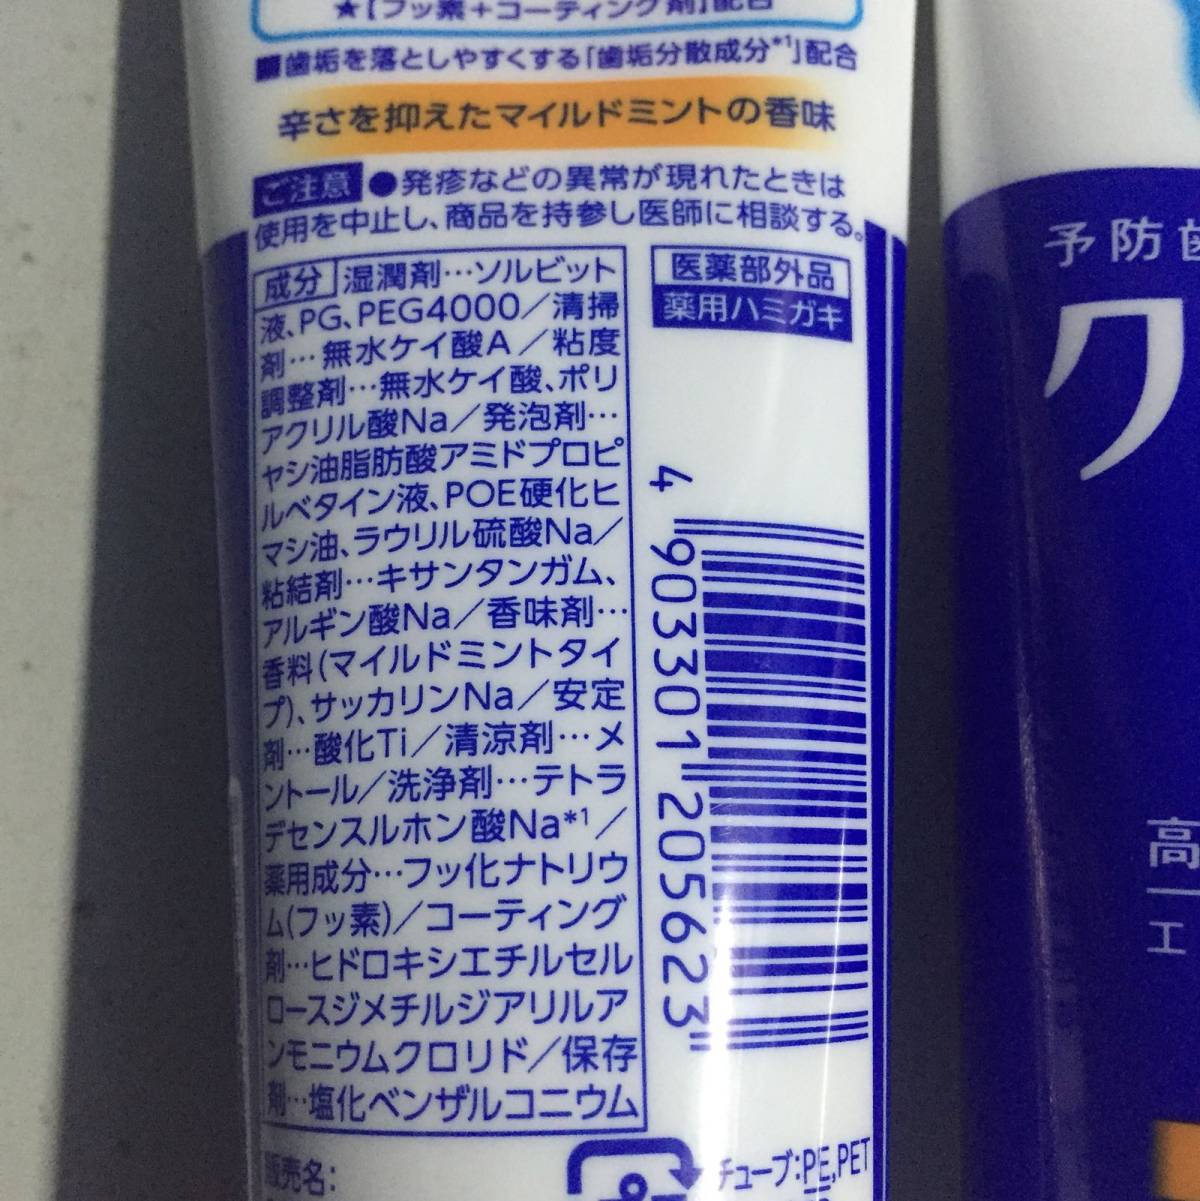 ★[フッ素+コーティング剤]配合
■歯垢を落としやすくする「歯垢分散成分*1」配合
辛さを抑えたマイルドミントの香味
ご注意 ●発疹などの異常が現れたときは
使用を中止し、商品を持参し医師に相談する。
成分 湿潤剤…ソルビット
液、PG、PEG4000/清掃
剤…無水ケイ酸A/粘度
調整剤…無水ケイ酸、ポリ
アクリル酸Na/発泡剤…
ヤシ油脂肪酸アミドプロピ
ルベタイン液、POE硬化ヒ
マシ油、ラウリル硫酸Na/
粘結剤…キサンタンガム、
アルギン酸Na/香味剤…
香料(マイルドミントタイ
プ)、サッカリンNa/安定
剤…酸化Ti/清涼剤…メ
ントール/洗浄剤…テトラ
デセンスルホン酸Na*1/
薬用成分…フッ化ナトリウ
ム(フッ素)/コーティング
剤…ヒドロキシエチルセル
ロースジメチルジアリルア
ンモニウムクロリド/保存
剤…塩化ベンザルコニウム
医薬部外品
薬用ハミガキ
4 903301 205623
販売名:
チューブ:PE,PET
予防歯
ク
高
エ